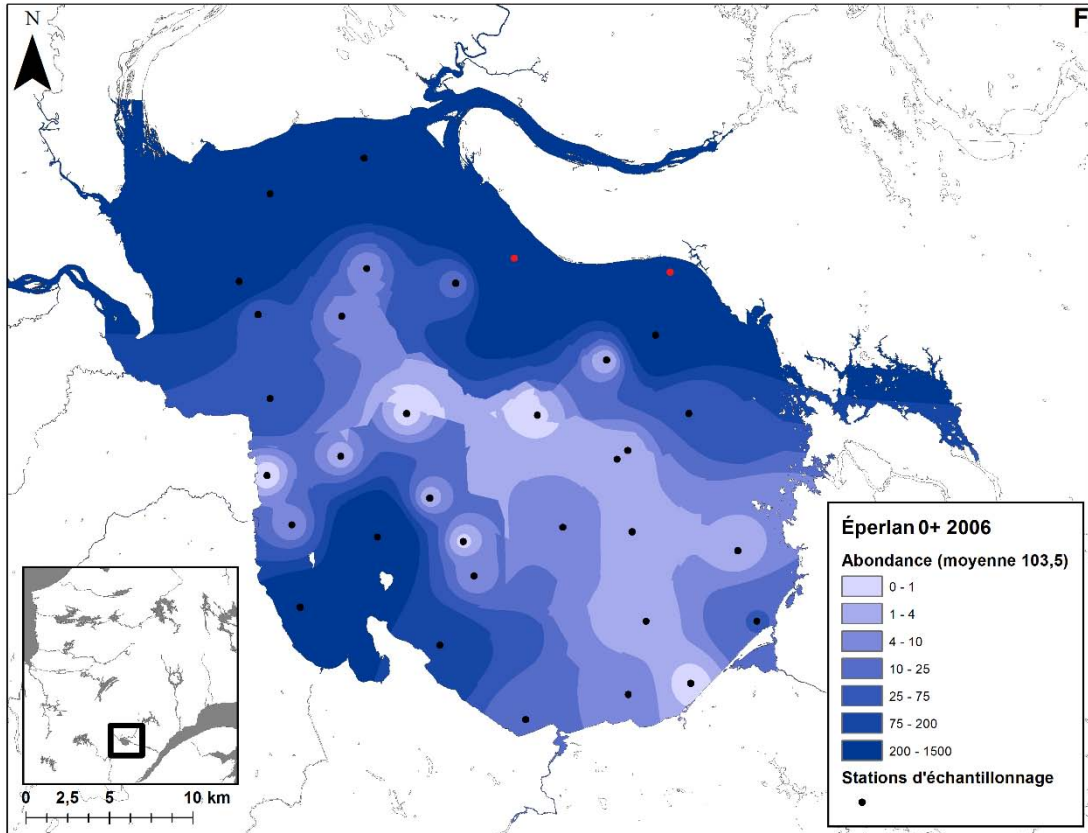 N
F
Éperlan 0+ 2006
Abondance (moyenne 103,5)
0 - 1
1 - 4
4 - 10
10 - 25
25 - 75
75 - 200
200 - 1500
Stations d'échantillonnage
0 2,5 5 10 km